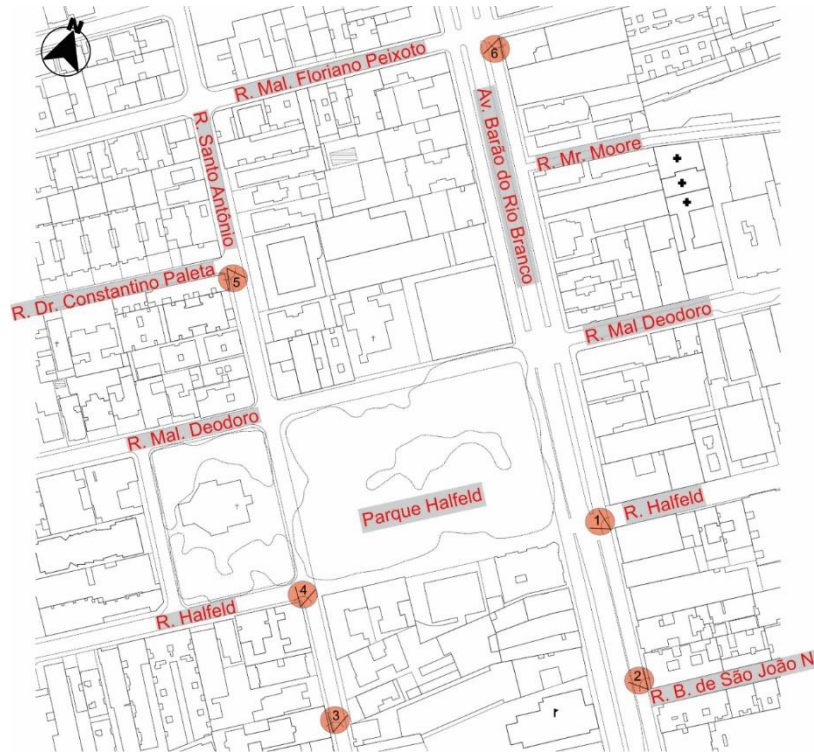 N
6
R. Mal. Floriano Peixoto
R. Santo Antônio
Av. Barão do Rio Branco
R. Mr. Moore
5
R. Dr. Constantino Paleta
R. Mal Deodoro
R. Mal. Deodoro
Parque Halfeld
1
R. Halfeld
4
R. Halfeld
2
R. B. de São João N
3